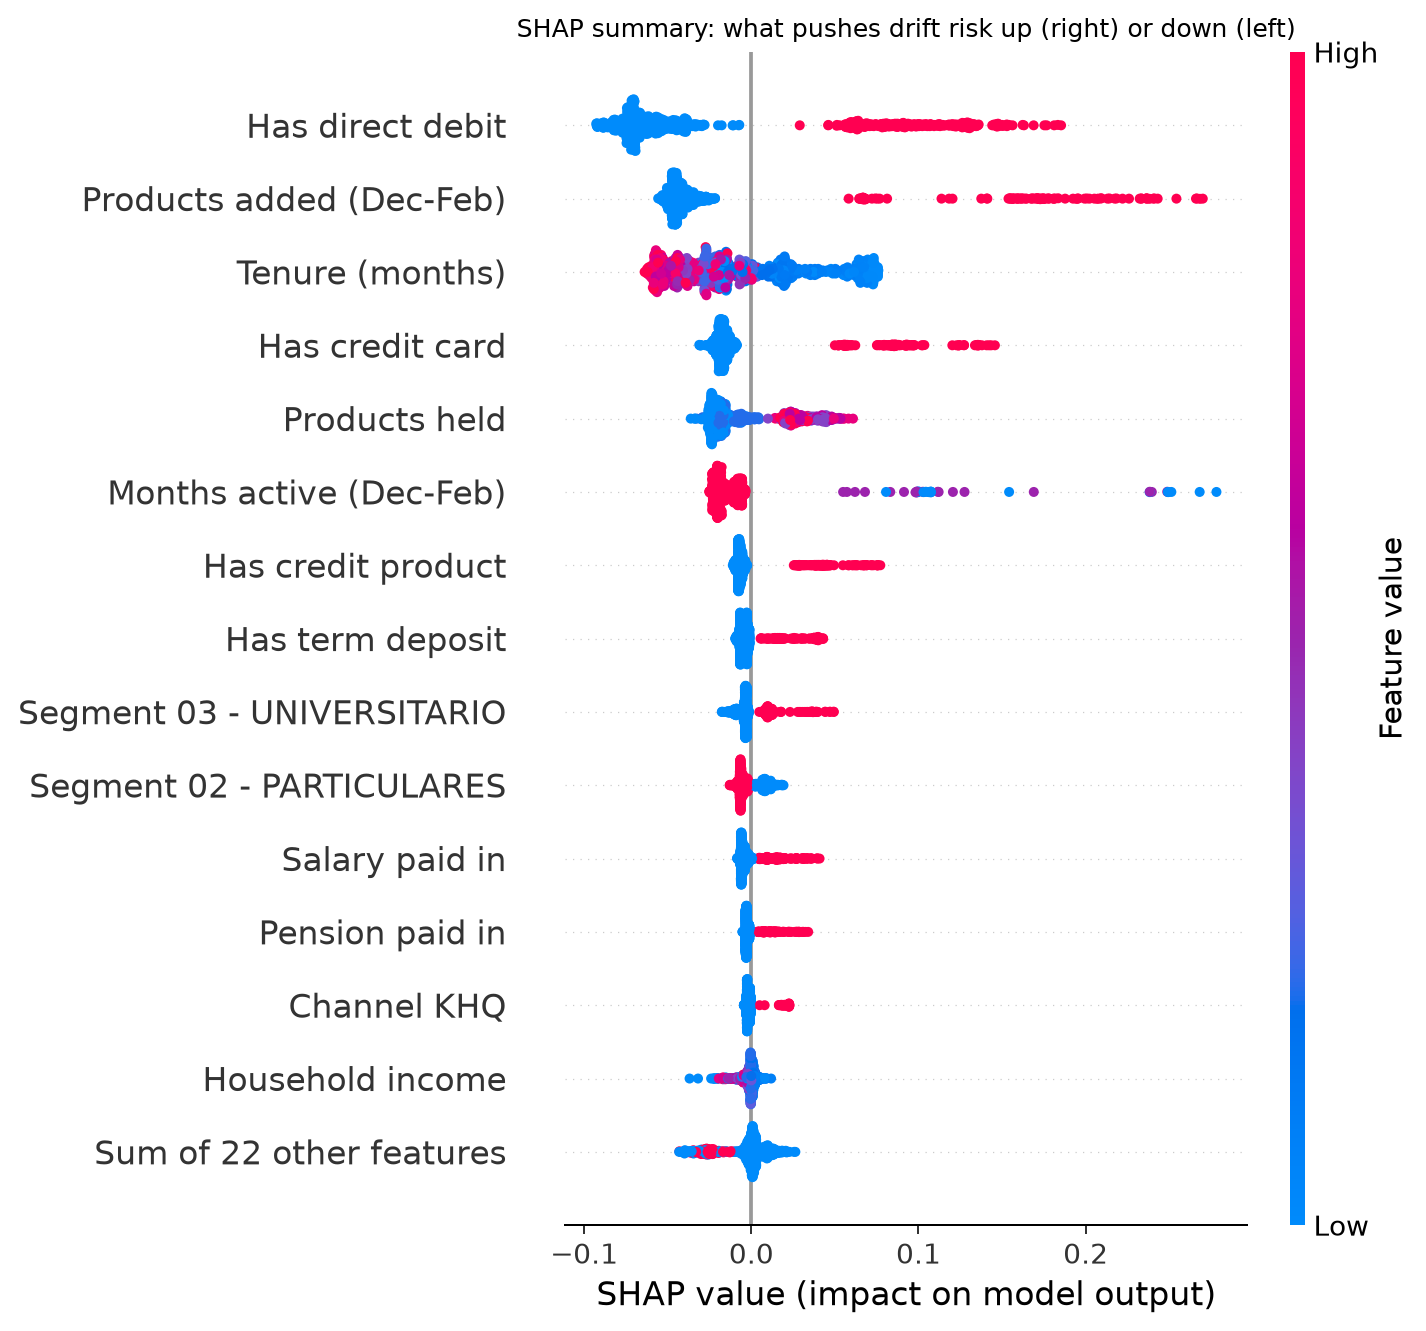 SHAP summary: what pushes drift risk up (right) or down (left)
High
Has direct debit
Products added (Dec-Feb)
Tenure (months)
Has credit card
Products held
Months active (Dec-Feb)
Has credit product
Has term deposit
Segment 03 - UNIVERSITARIO
Segment 02 - PARTICULARES
Salary paid in
Pension paid in
Channel KHQ
Household income
Sum of 22 other features
Feature value
Low
−0.1
0.0
0.1
0.2
SHAP value (impact on model output)